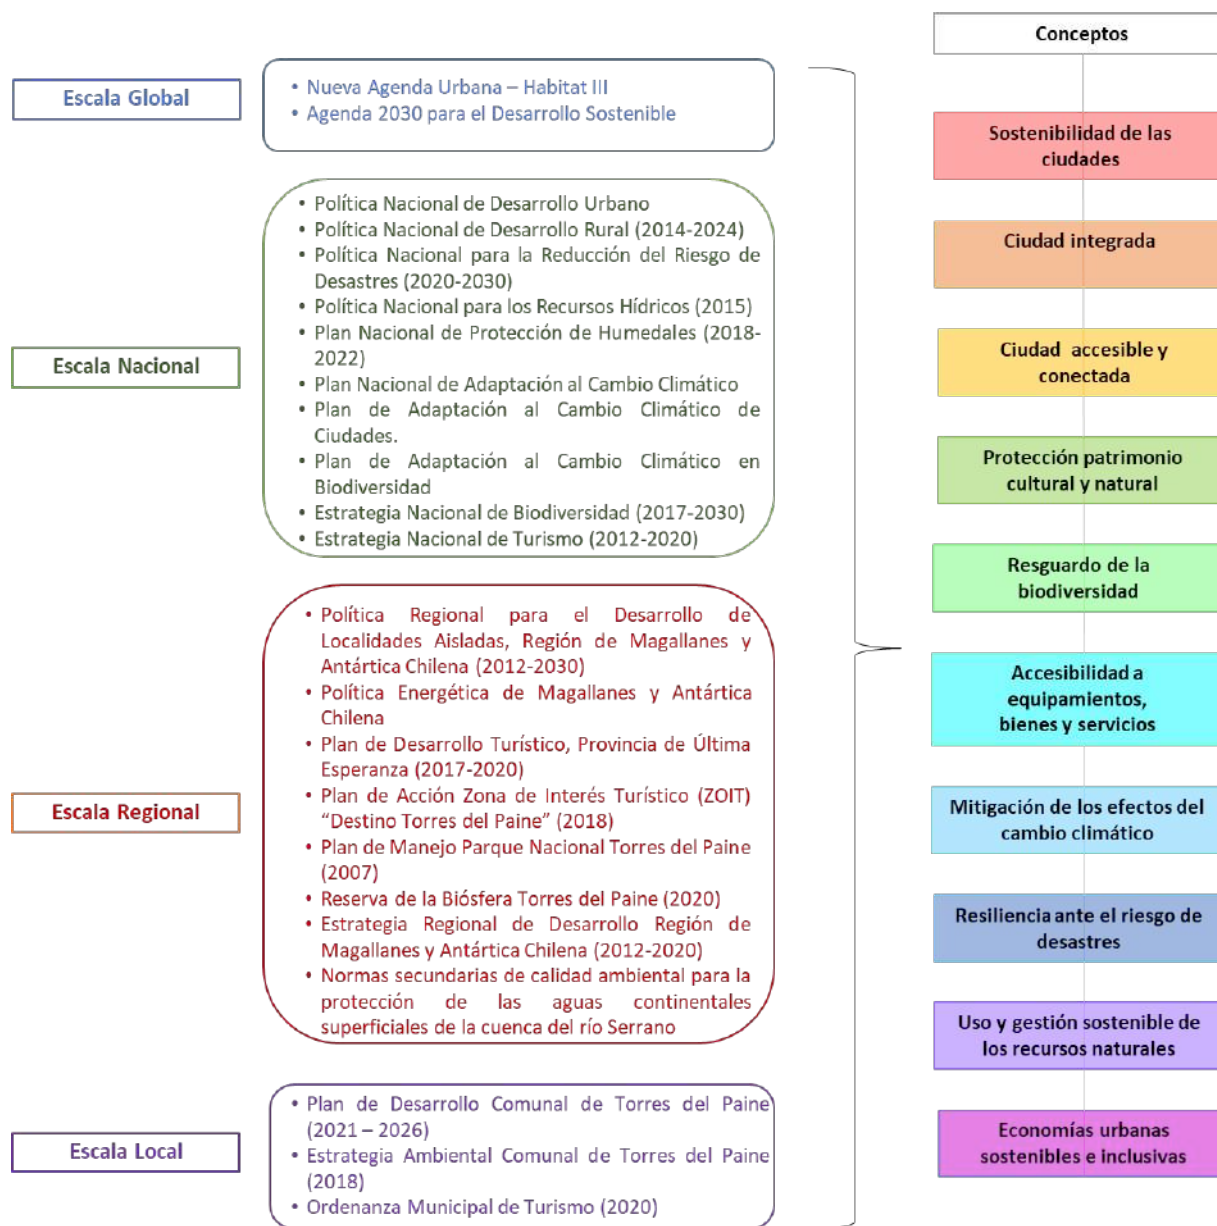 Escala Global
• Nueva Agenda Urbana – Habitat III
• Agenda 2030 para el Desarrollo Sostenible
Escala Nacional
• Política Nacional de Desarrollo Urbano
• Política Nacional de Desarrollo Rural (2014-2024)
• Política Nacional para la Reducción del Riesgo de
Desastres (2020-2030)
• Política Nacional para los Recursos Hídricos (2015)
• Plan Nacional de Protección de Humedales (2018-
2022)
• Plan Nacional de Adaptación al Cambio Climático
• Plan de Adaptación al Cambio Climático de
Ciudades.
• Plan de Adaptación al Cambio Climático en
Biodiversidad
• Estrategia Nacional de Biodiversidad (2017-2030)
• Estrategia Nacional de Turismo (2012-2020)
Escala Regional
• Política Regional para el Desarrollo de
Localidades Aisladas, Región de Magallanes y
Antártica Chilena (2012-2030)
• Política Energética de Magallanes y Antártica
Chilena
• Plan de Desarrollo Turístico, Provincia de Última
Esperanza (2017-2020)
• Plan de Acción Zona de Interés Turístico (ZOIT)
“Destino Torres del Paine” (2018)
• Plan de Manejo Parque Nacional Torres del Paine
(2007)
• Reserva de la Biósfera Torres del Paine (2020)
• Estrategia Regional de Desarrollo Región de
Magallanes y Antártica Chilena (2012-2020)
• Normas secundarias de calidad ambiental para la
protección de las aguas continentales
superficiales de la cuenca del río Serrano
Escala Local
• Plan de Desarrollo Comunal de Torres del Paine
(2021 – 2026)
• Estrategia Ambiental Comunal de Torres del Paine
(2018)
• Ordenanza Municipal de Turismo (2020)
Conceptos
Sostenibilidad de las
ciudades
Ciudad integrada
Ciudad accesible y
conectada
Protección patrimonio
cultural y natural
Resguardo de la
biodiversidad
Accesibilidad a
equipamientos,
bienes y servicios
Mitigación de los efectos del
cambio climático
Resiliencia ante el riesgo de
desastres
Uso y gestión sostenible de
los recursos naturales
Economías urbanas
sostenibles e inclusivas